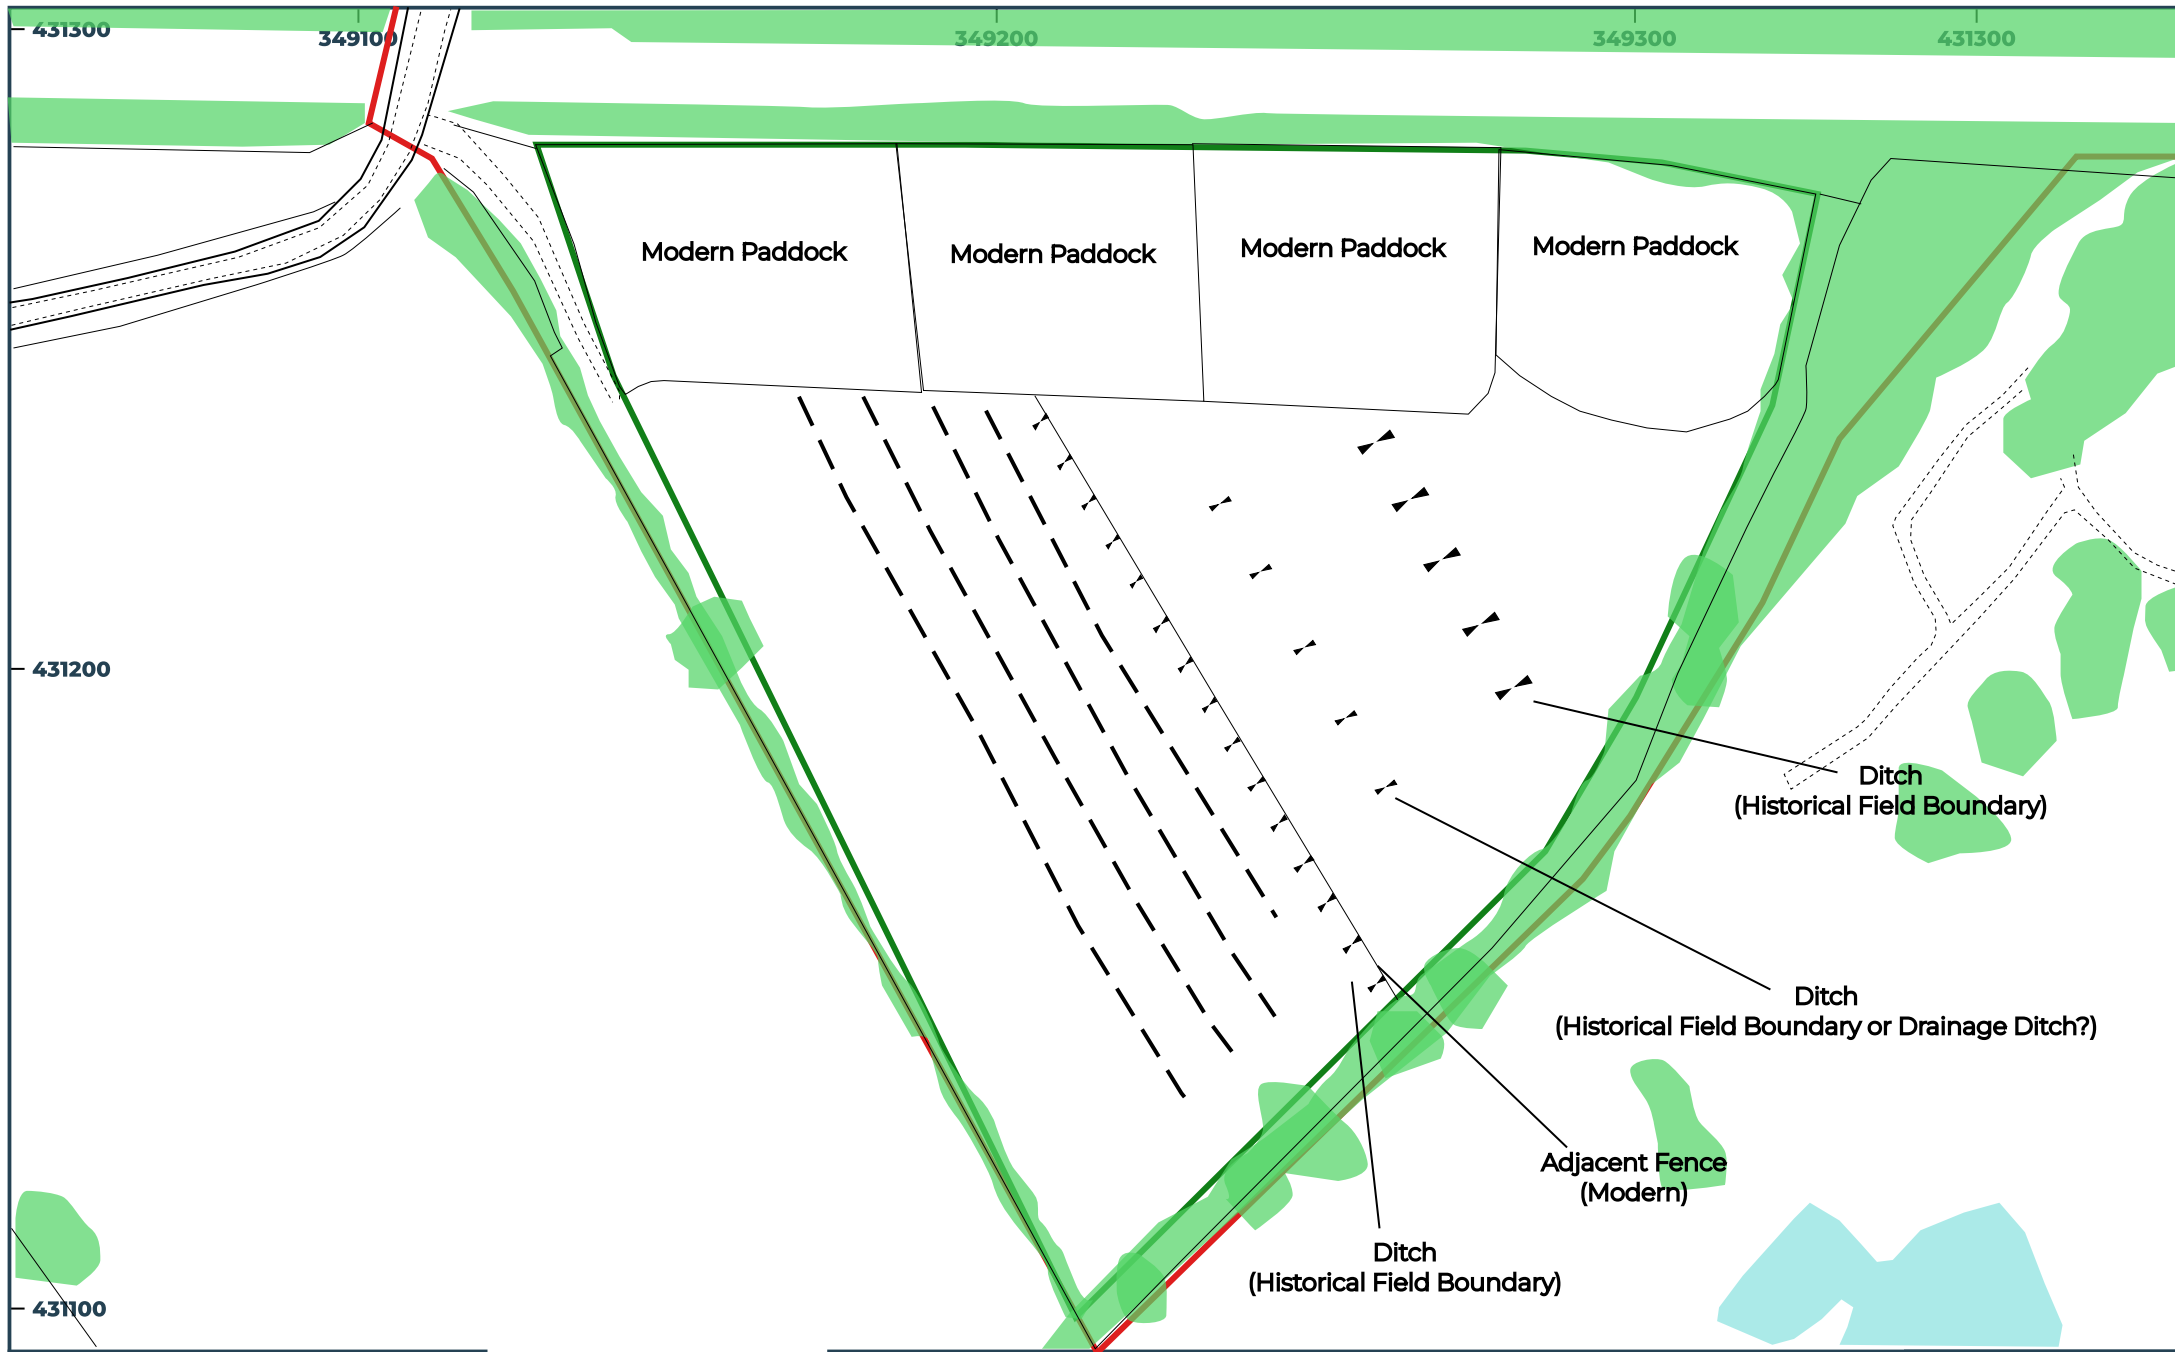 431300
349100
349200
349300
431300
Modern Paddock
Modern Paddock
Modern Paddock
Modern Paddock
431200
Ditch
(Historical Field Boundary)
Ditch
(Historical Field Boundary or Drainage Ditch?)
Adjacent Fence
(Modern)
Ditch
(Historical Field Boundary)
431100